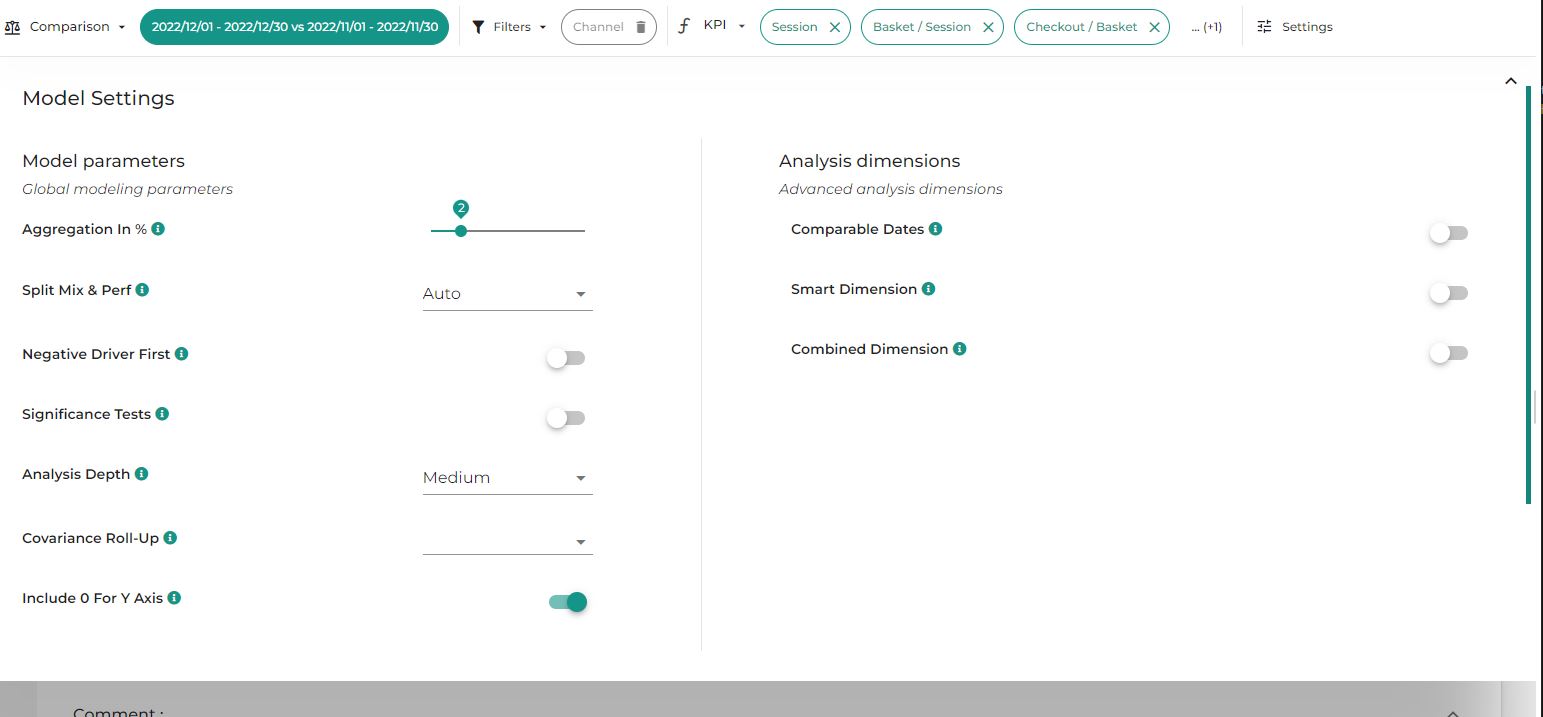 Comparison 2022/12/01 - 2022/12/30 vs 2022/11/01 - 2022/11/30 Filters Channel KPI Session Basket / Session Checkout / Basket ... (+1) Settings
Model Settings
Model parameters
Global modeling parameters
2
Aggregation In %
Split Mix & Perf Auto
Negative Driver First
Significance Tests
Analysis Depth Medium
Covariance Roll-Up
Include 0 For Y Axis
Analysis dimensions
Advanced analysis dimensions
Comparable Dates
Smart Dimension
Combined Dimension
Comment :